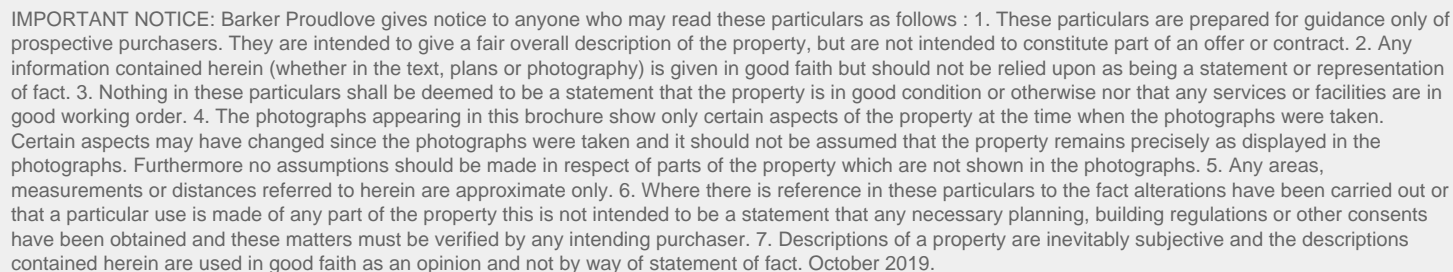 IMPORTANT NOTICE: Barker Proudlove gives notice to anyone who may read these particulars as follows : 1. These particulars are prepared for guidance only of
prospective purchasers. They are intended to give a fair overall description of the property, but are not intended to constitute part of an offer or contract. 2. Any
information contained herein (whether in the text, plans or photography) is given in good faith but should not be relied upon as being a statement or representation
of fact. 3. Nothing in these particulars shall be deemed to be a statement that the property is in good condition or otherwise nor that any services or facilities are in
good working order. 4. The photographs appearing in this brochure show only certain aspects of the property at the time when the photographs were taken.
Certain aspects may have changed since the photographs were taken and it should not be assumed that the property remains precisely as displayed in the
photographs. Furthermore no assumptions should be made in respect of parts of the property which are not shown in the photographs. 5. Any areas,
measurements or distances referred to herein are approximate only. 6. Where there is reference in these particulars to the fact alterations have been carried out or
that a particular use is made of any part of the property this is not intended to be a statement that any necessary planning, building regulations or other consents
have been obtained and these matters must be verified by any intending purchaser. 7. Descriptions of a property are inevitably subjective and the descriptions
contained herein are used in good faith as an opinion and not by way of statement of fact. October 2019.